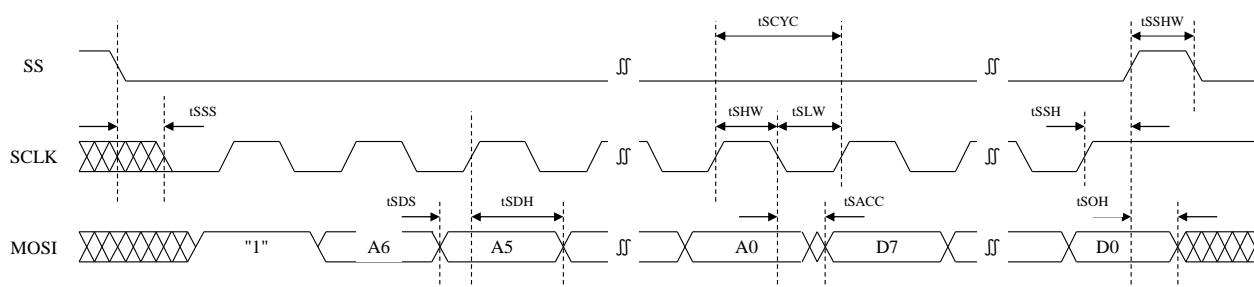 tSCYC
tSSHW
SS
tSSS
tSHW
tSLW
tSSH
SCLK
tSDS
tSDH
tSACC
tSOH
MOSI
"1"
A6
A5
A0
D7
D0